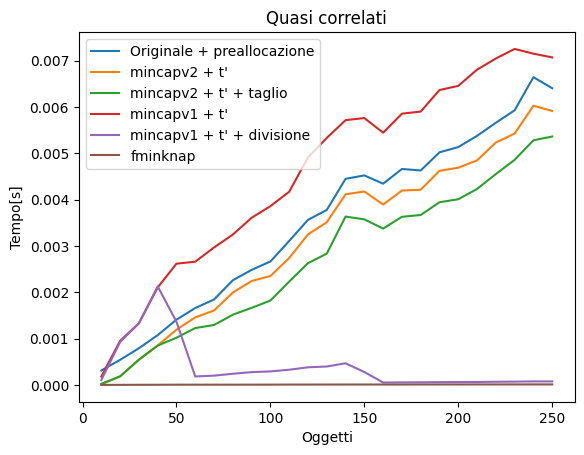 Quasi correlati
Originale + preallocazione
mincapv2 + t'
mincapv2 + t' + taglio
mincapv1 + t'
mincapv1 + t' + divisione
fminknap
0.007
0.006
0.005
0.004
0.003
0.002
0.001
0.000
Tempo[s]
0
50
100
150
200
250
Oggetti